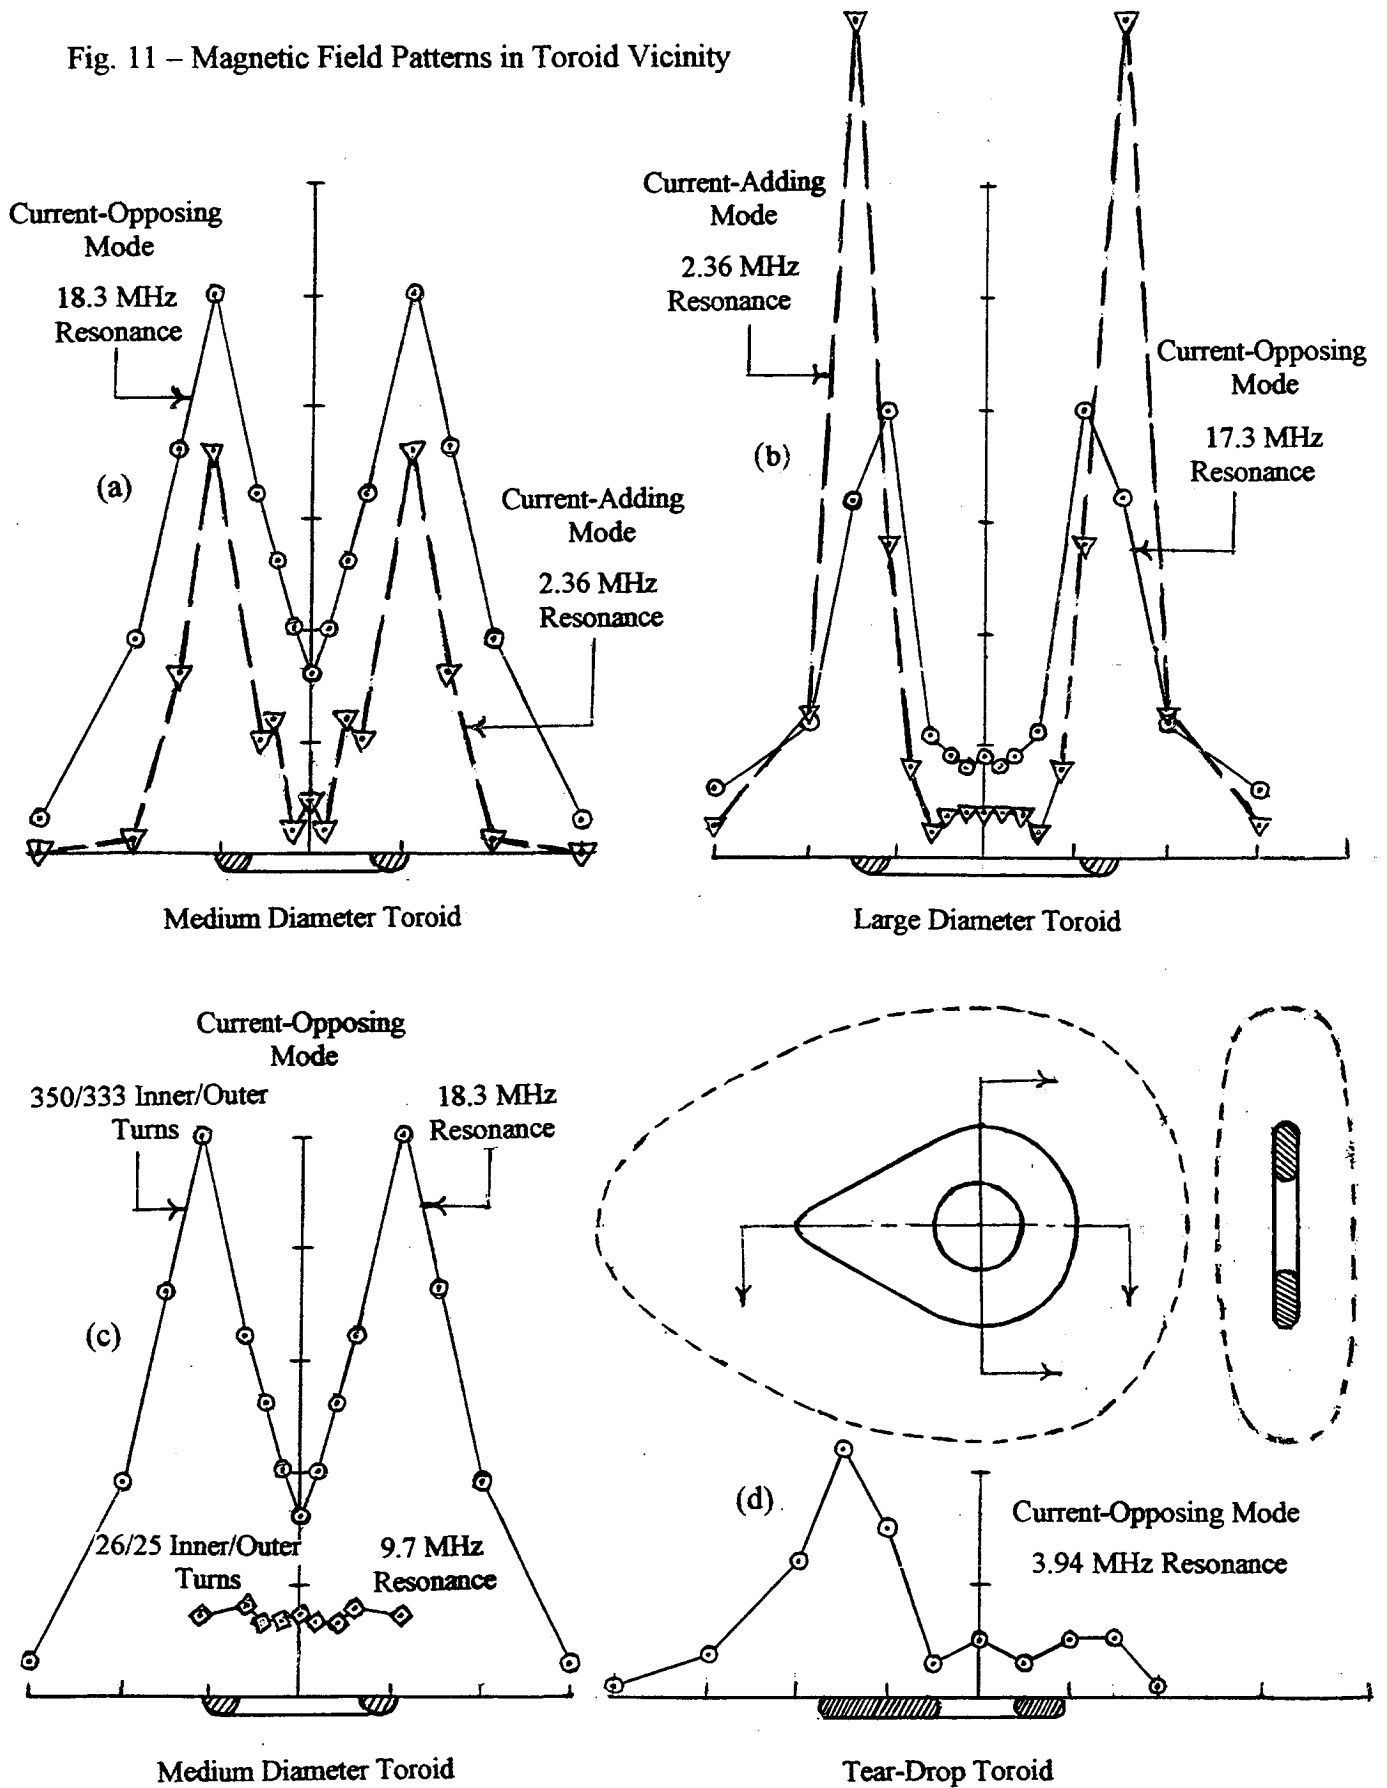 Fig. 11 – Magnetic Field Patterns in Toroid Vicinity
Current-Opposing
Mode
18.3 MHz
Resonance
(a)
Current-Adding
Mode
2.36 MHz
Resonance
Medium Diameter Toroid
Current-Adding
Mode
2.36 MHz
Resonance
(b)
Current-Opposing
Mode
17.3 MHz
Resonance
Large Diameter Toroid
Current-Opposing
Mode
350/333 Inner/Outer
Turns
18.3 MHz
Resonance
(c)
26/25 Inner/Outer
Turns
9.7 MHz
Resonance
Medium Diameter Toroid
(d)
Current-Opposing Mode
3.94 MHz Resonance
Tear-Drop Toroid